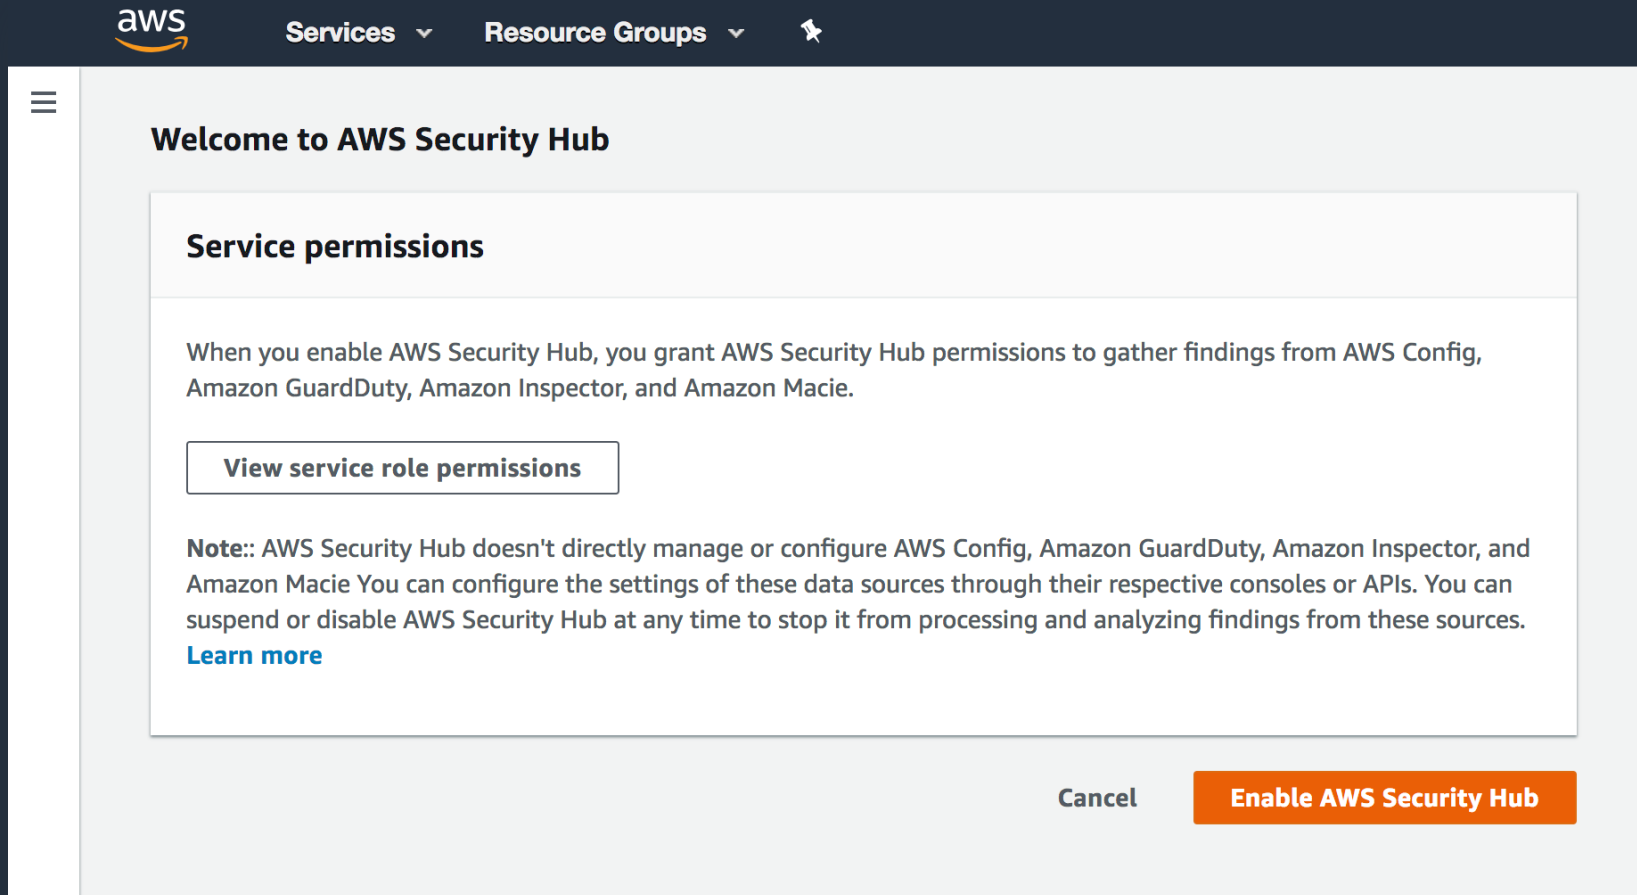 aws
Services
Resource Groups
Welcome to AWS Security Hub
Service permissions
When you enable AWS Security Hub, you grant AWS Security Hub permissions to gather findings from AWS Config,
Amazon GuardDuty, Amazon Inspector, and Amazon Macie.
View service role permissions
Note:: AWS Security Hub doesn't directly manage or configure AWS Config, Amazon GuardDuty, Amazon Inspector, and
Amazon Macie You can configure the settings of these data sources through their respective consoles or APIs. You can
suspend or disable AWS Security Hub at any time to stop it from processing and analyzing findings from these sources.
Learn more
Cancel
Enable AWS Security Hub